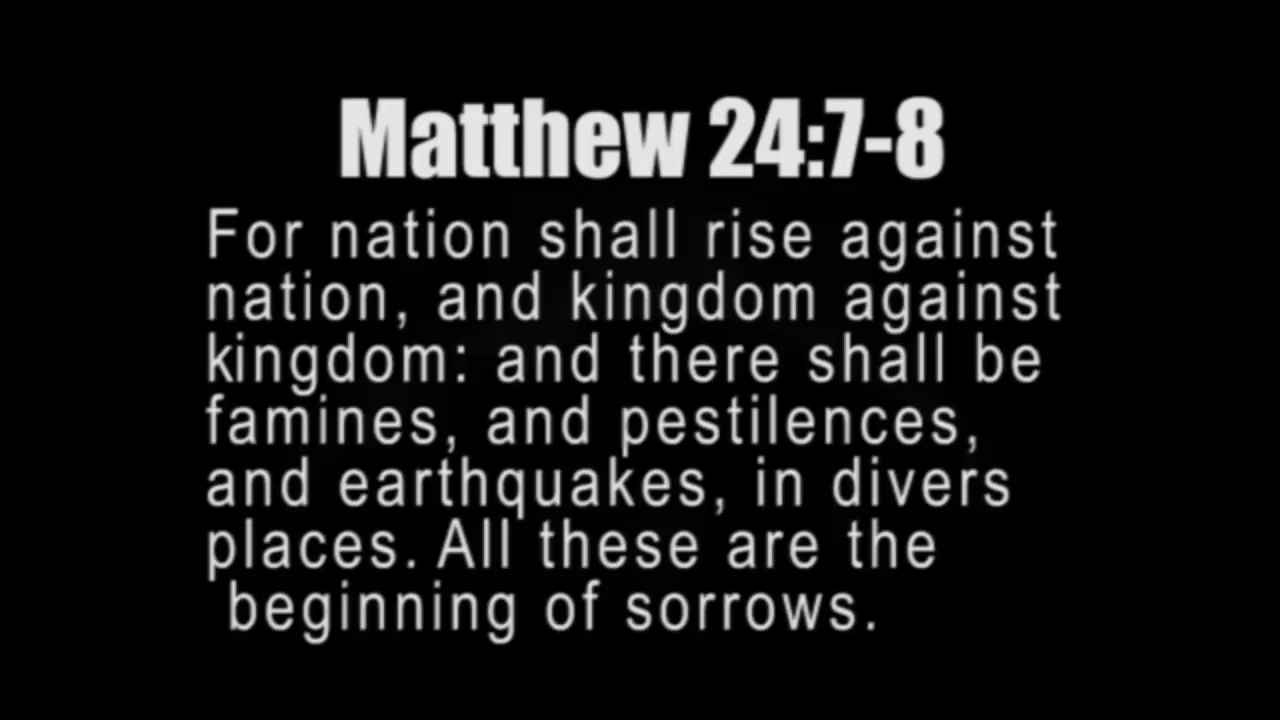 Matthew 24:7-8
For nation shall rise against
nation, and kingdom against
kingdom: and there shall be
famines, and pestilences,
and earthquakes, in divers
places. All these are the
beginning of sorrows.